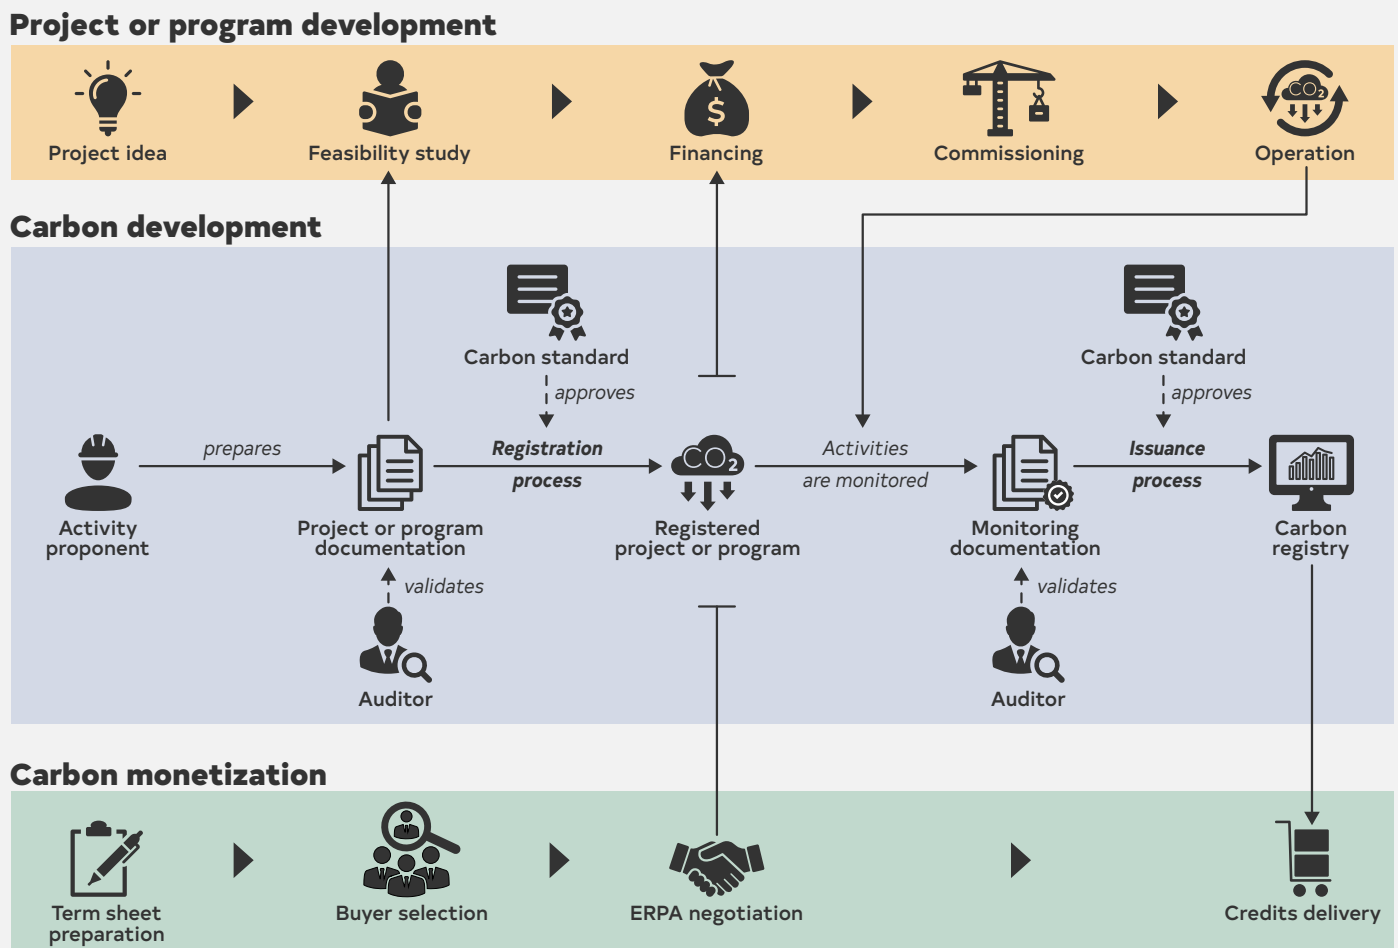 Project or program development
Project idea
Feasibility study
$
Financing
Commissioning
CO2
Operation
Carbon development
Carbon standard
approves
Carbon standard
approves
prepares
Registration
process
CO2
Activities
are monitored
Issuance
process
Activity
proponent
Project or program
documentation
Registered
project or program
Monitoring
documentation
Carbon
registry
validates
validates
Auditor
Auditor
Carbon monetization
Term sheet
preparation
Buyer selection
ERPA negotiation
Credits delivery